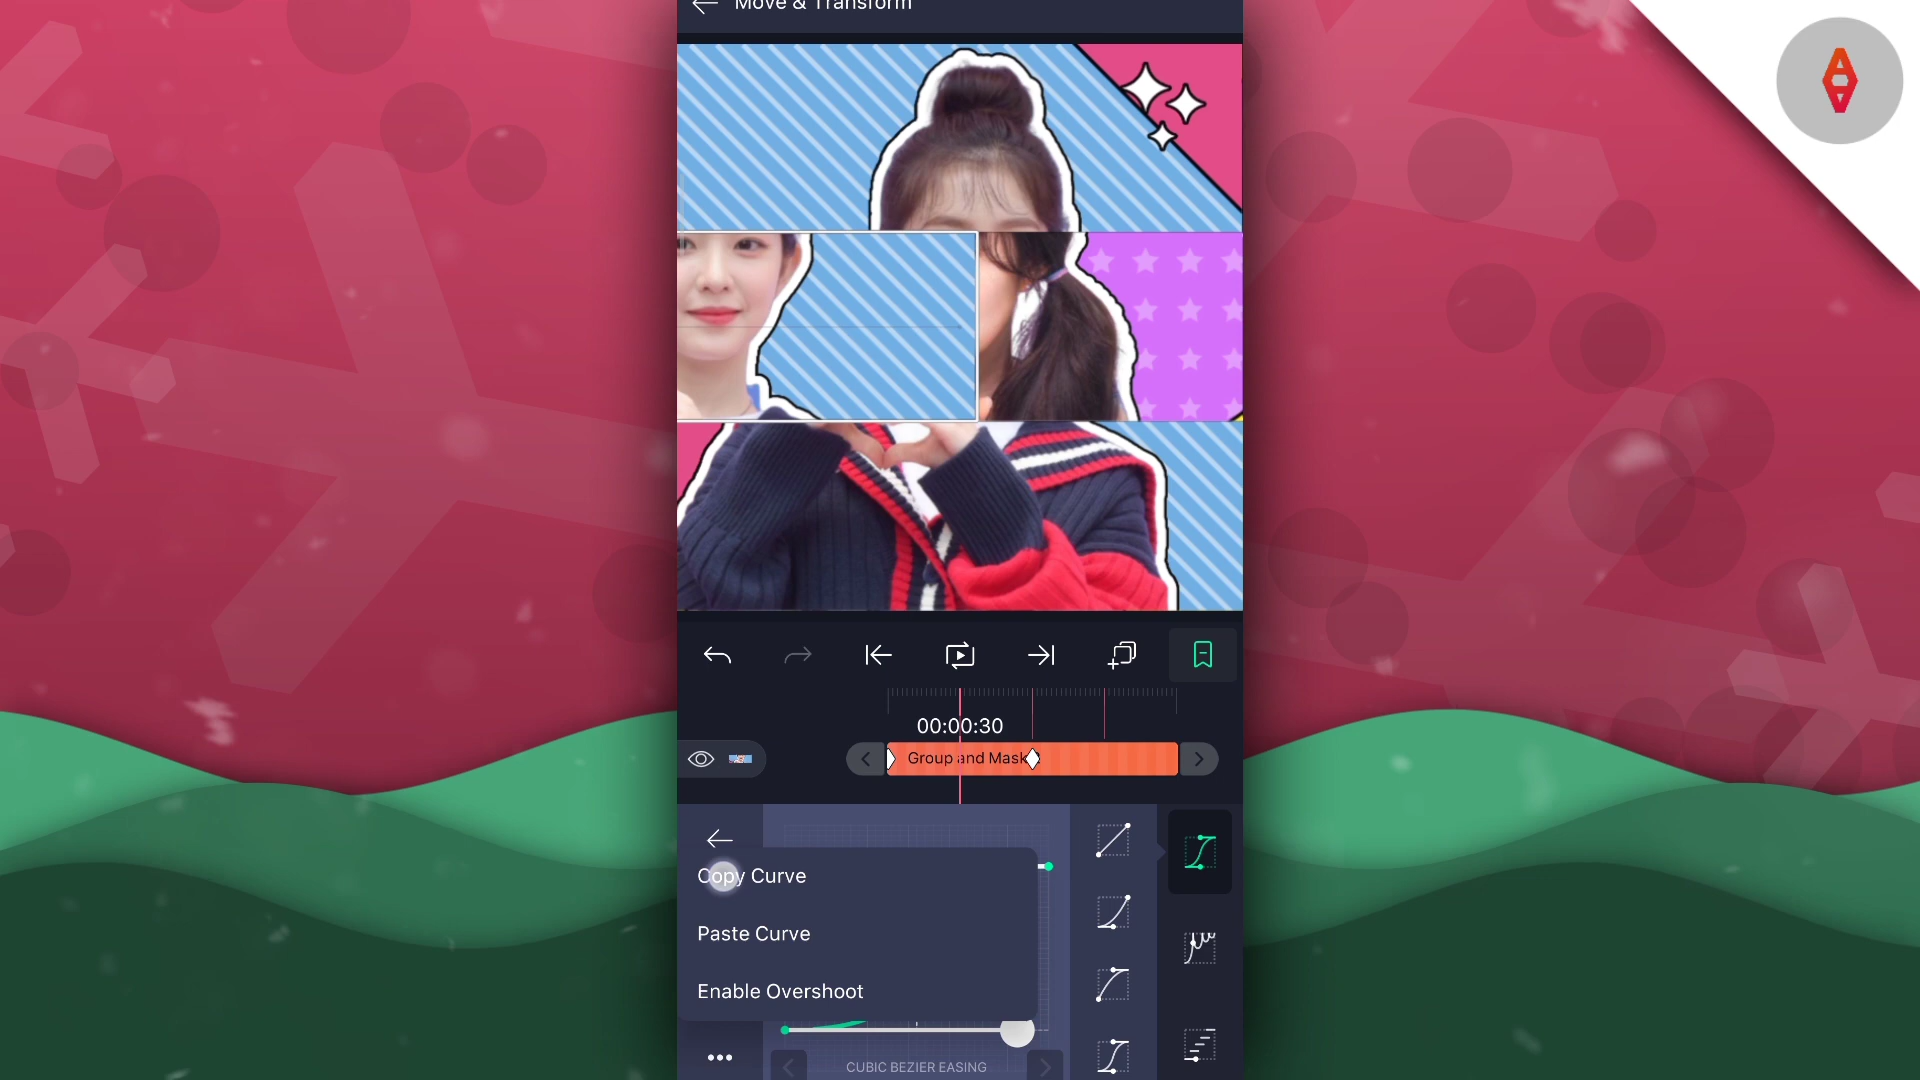 Move & Transform
00:00:30
Group and Mask
Copy Curve
Paste Curve
Enable Overshoot
CUBIC BEZIER EASING